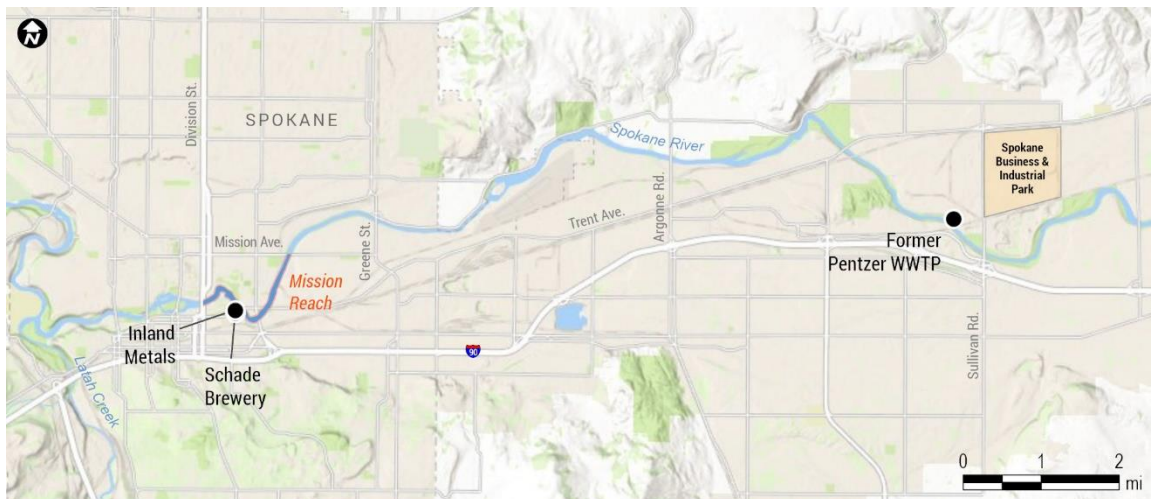 N
SPOKANE
Division St.
Spokane River
Spokane
Business &
Industrial
Park
Argonne Rd.
Trent Ave.
Mission Ave.
Greene St.
Former
Pentzer WWTP
Mission
Reach
Inland
Metals
Schade
Brewery
90
Latah Creek
Sullivan Rd.
0 1 2
mi